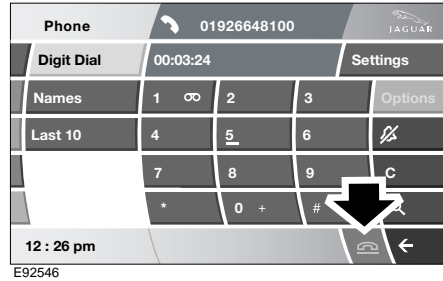 Phone 01926648100 JAGUAR
Digit Dial 00:03:24 Settings
Names 1 2 3 Options
Last 10 4 5 6
7 8 9 C
* 0 + #
12 : 26 pm
E92546